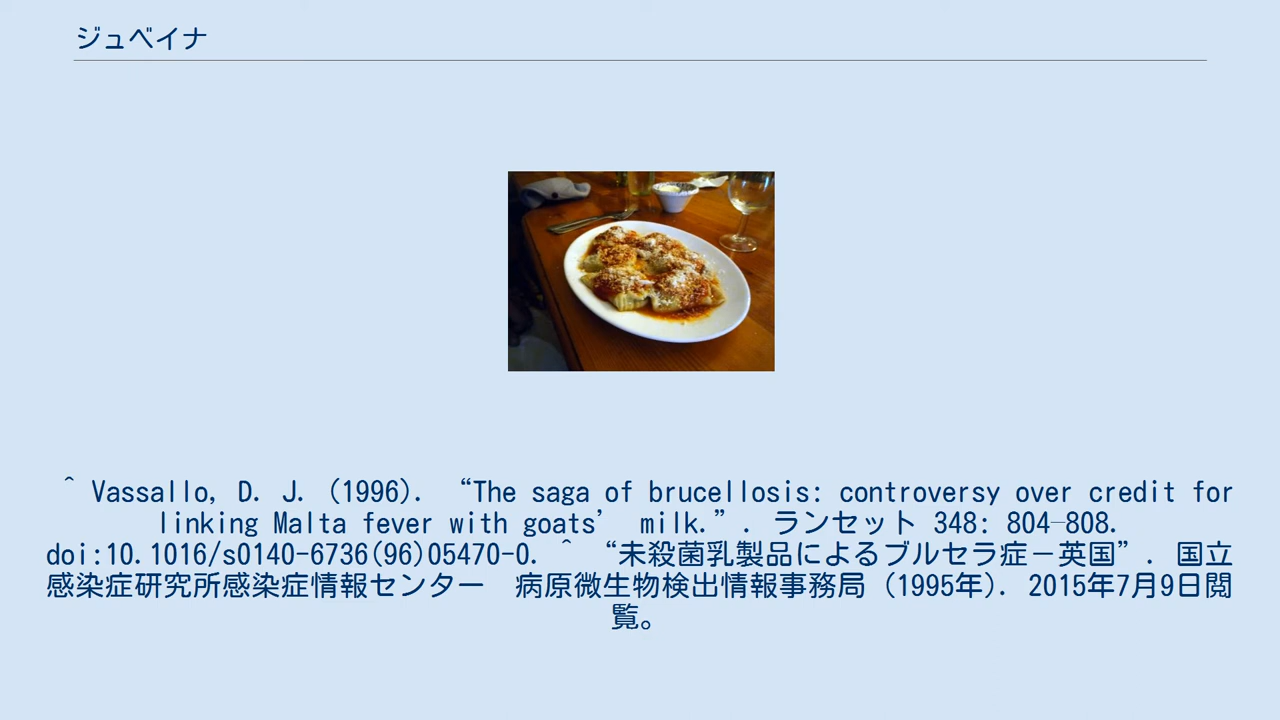 ジュベイナ
^ Vassallo, D. J. (1996). “The saga of brucellosis: controversy over credit for
linking Malta fever with goats’ milk.”. ランセット 348: 804–808.
doi:10.1016/s0140-6736(96)05470-0. ^ “未殺菌乳製品によるブルセラ症－英国”. 国立
感染症研究所感染症情報センター　病原微生物検出情報事務局 (1995年). 2015年7月9日閲
覧。